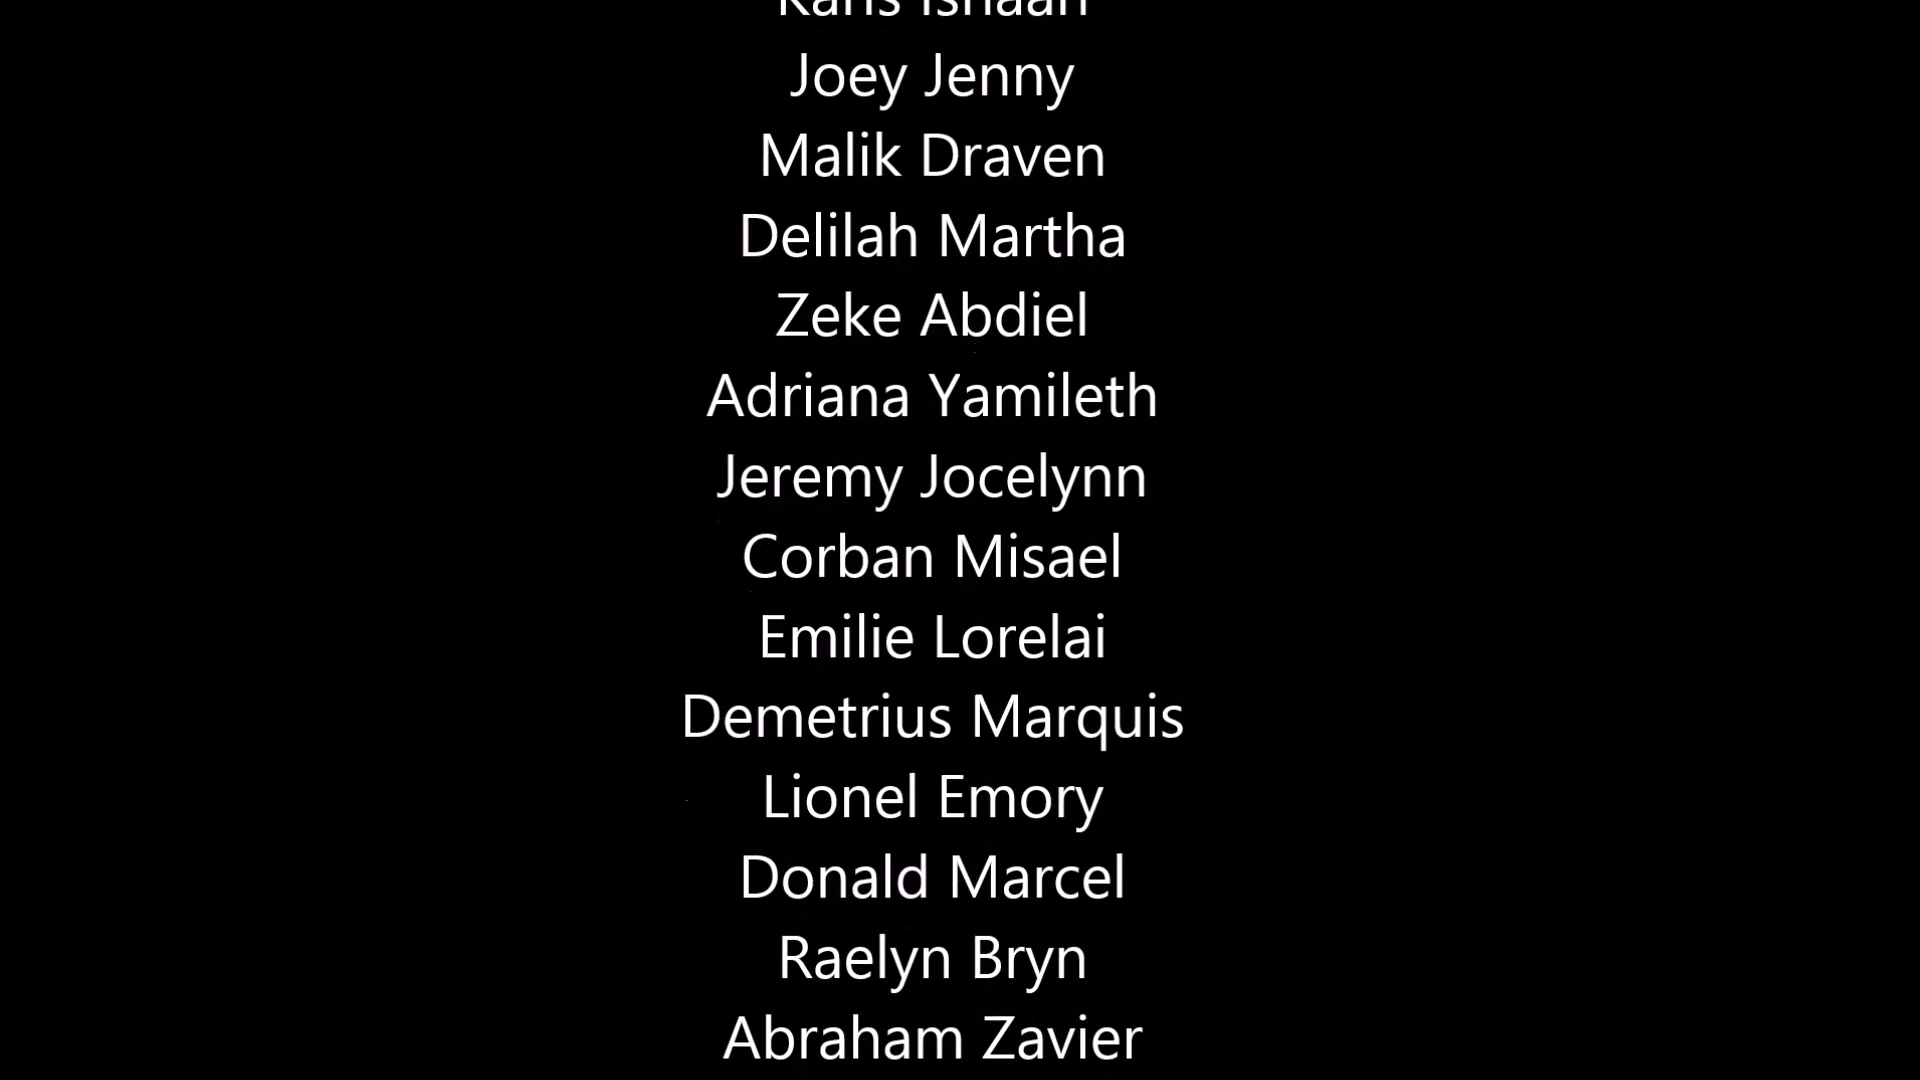 Joey Jenny
Malik Draven
Delilah Martha
Zeke Abdiel
Adriana Yamileth
Jeremy Jocelynn
Corban Misael
Emilie Lorelai
Demetrius Marquis
Lionel Emory
Donald Marcel
Raelyn Bryn
Abraham Zavier